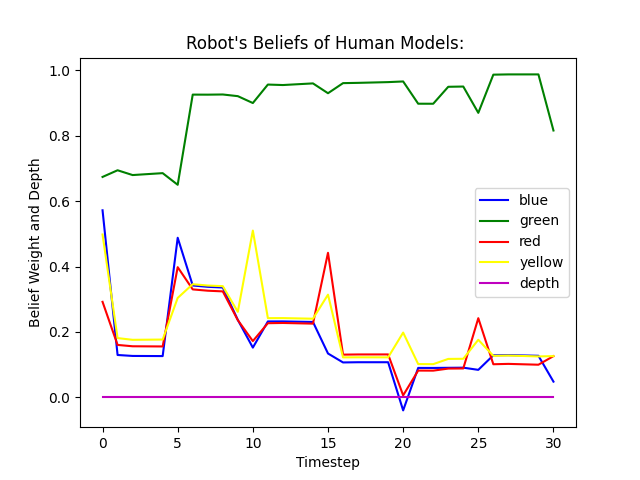 Robot's Beliefs of Human Models:
Belief Weight and Depth
1.0
0.8
0.6
0.4
0.2
0.0
blue
green
red
yellow
depth
0 5 10 15 20 25 30
Timestep